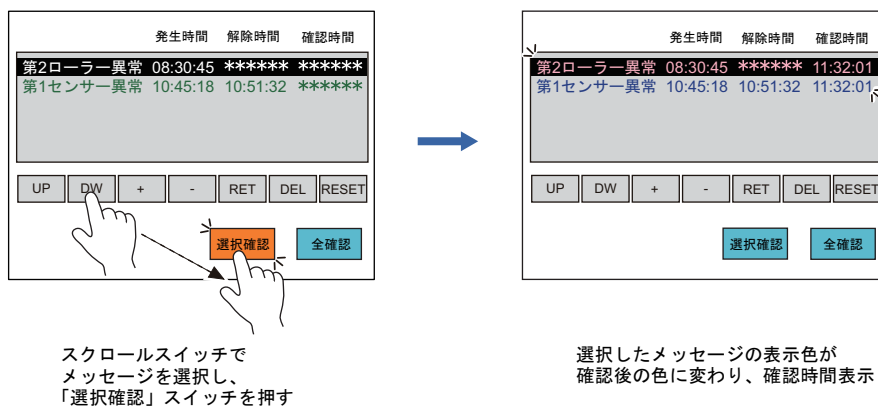 発生時間 解除時間 確認時間
第2ローラー異常 08:30:45 ****** ******
第1センサー異常 10:45:18 10:51:32 ******
UP DW + - RET DEL RESET
選択確認 全確認
スクロールスイッチで
メッセージを選択し、
「選択確認」スイッチを押す
発生時間 解除時間 確認時間
第2ローラー異常 08:30:45 ****** 11:32:01
第1センサー異常 10:45:18 10:51:32 11:32:01
UP DW + - RET DEL RESET
選択確認 全確認
選択したメッセージの表示色が
確認後の色に変わり、確認時間表示